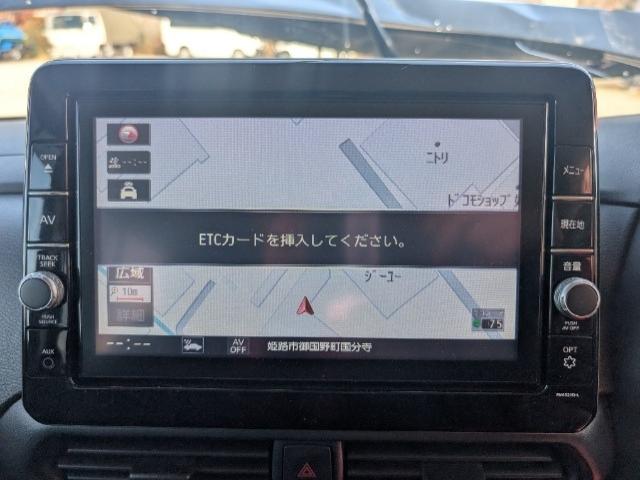 OPEN
AV
TRACK
SEEK
PUSH
SOURCE
AUX
--:--
ニトリ
ドコモショップ
ETCカードを挿入してください。
ジーユー
広域
10m
詳細
75
--:--
AV
OFF
姫路市御国野町国分寺
メニュー
現在地
音量
PUSH
AV OFF
OPT